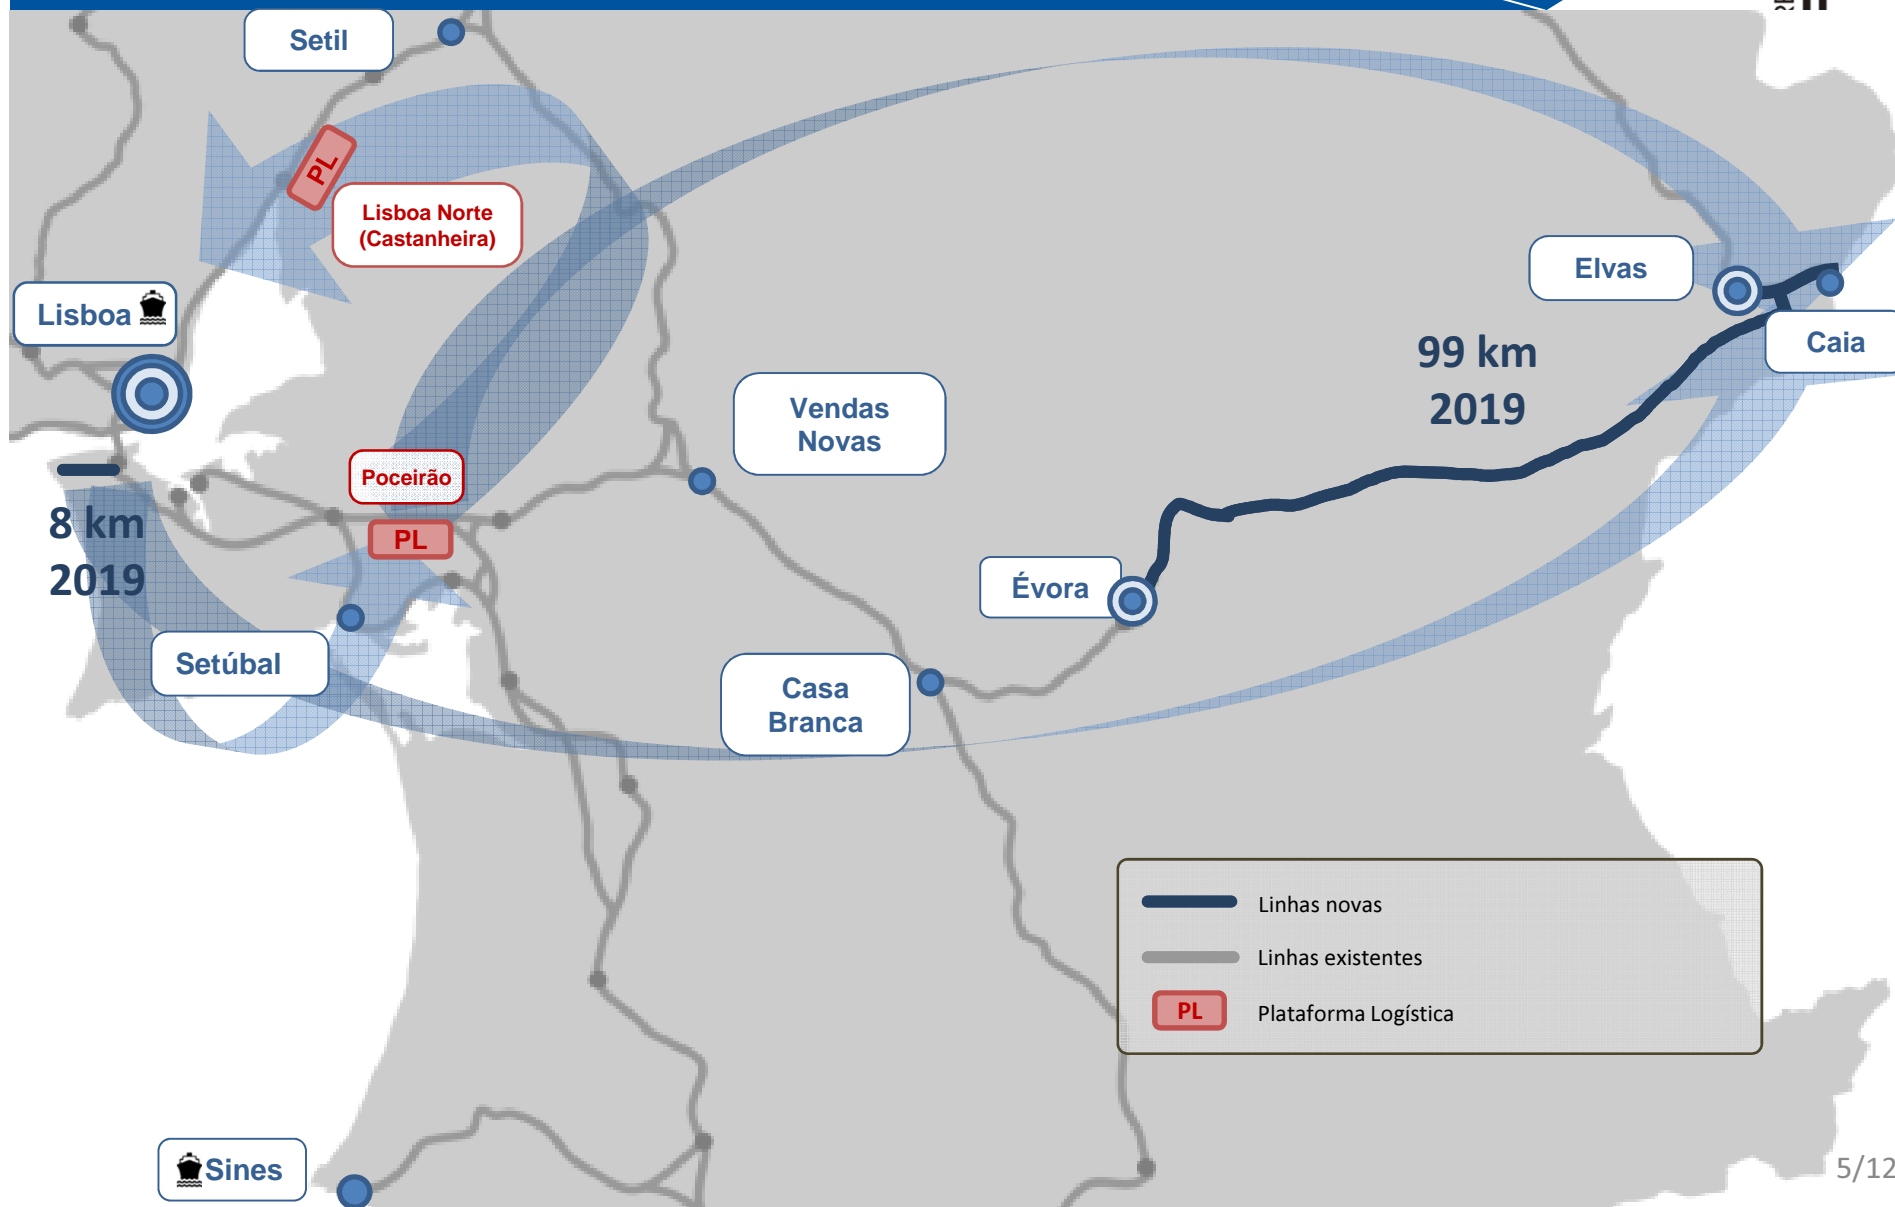 Setil
PL
Lisboa Norte
(Castanheira)
Elvas
Lisboa
Caia
99 km
2019
Vendas
Novas
Poceirão
PL
8 km
2019
Évora
Setúbal
Casa
Branca
Linhas novas
Linhas existentes
PL
Plataforma Logística
Sines
5/12